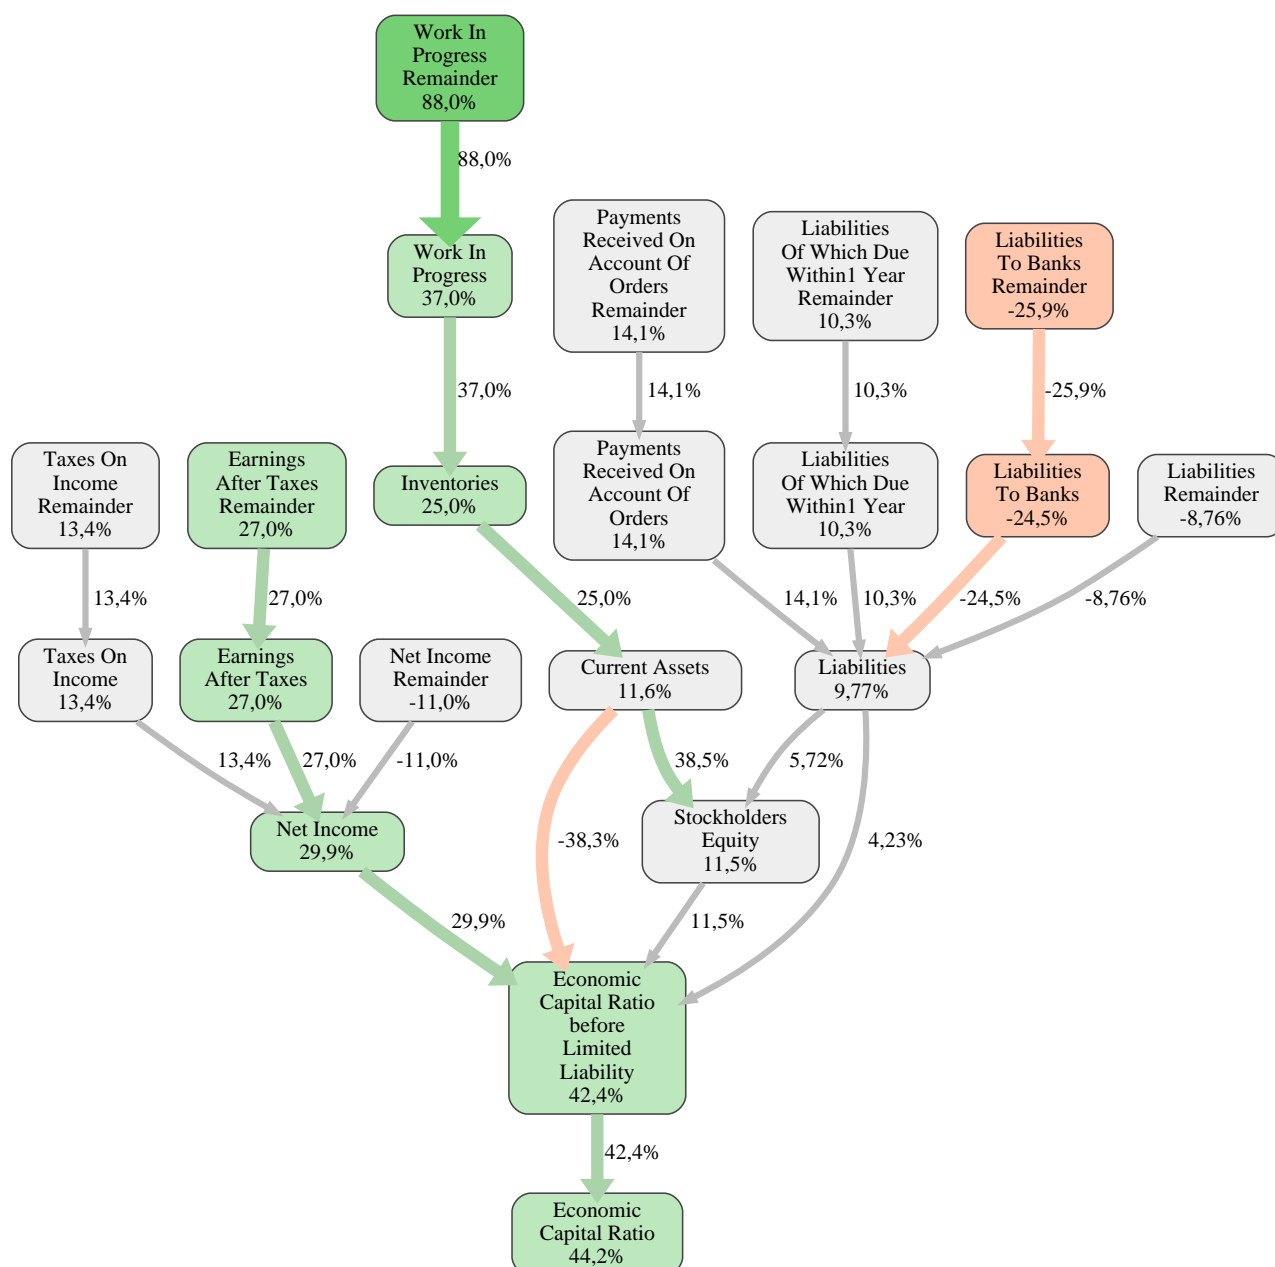 Work In
Progress
Remainder
88,0%
88,0%
Work In
Progress
37,0%
Payments
Received On
Account Of
Orders
Remainder
14,1%
Liabilities
Of Which Due
Within1 Year
Remainder
10,3%
Liabilities
To Banks
Remainder
-25,9%
37,0%
14,1%
10,3%
-25,9%
Taxes On
Income
Remainder
13,4%
Earnings
After Taxes
Remainder
27,0%
Inventories
25,0%
Payments
Received On
Account Of
Orders
14,1%
Liabilities
Of Which Due
Within1 Year
10,3%
Liabilities
To Banks
-24,5%
Liabilities
Remainder
-8,76%
13,4%
27,0%
25,0%
14,1%
10,3%
-24,5%
-8,76%
Taxes On
Income
13,4%
Earnings
After Taxes
27,0%
Net Income
Remainder
-11,0%
Current Assets
11,6%
Liabilities
9,77%
13,4%
27,0%
-11,0%
38,5%
5,72%
Net Income
29,9%
-38,3%
Stockholders
Equity
11,5%
4,23%
29,9%
11,5%
Economic
Capital Ratio
before
Limited
Liability
42,4%
42,4%
Economic
Capital Ratio
44,2%